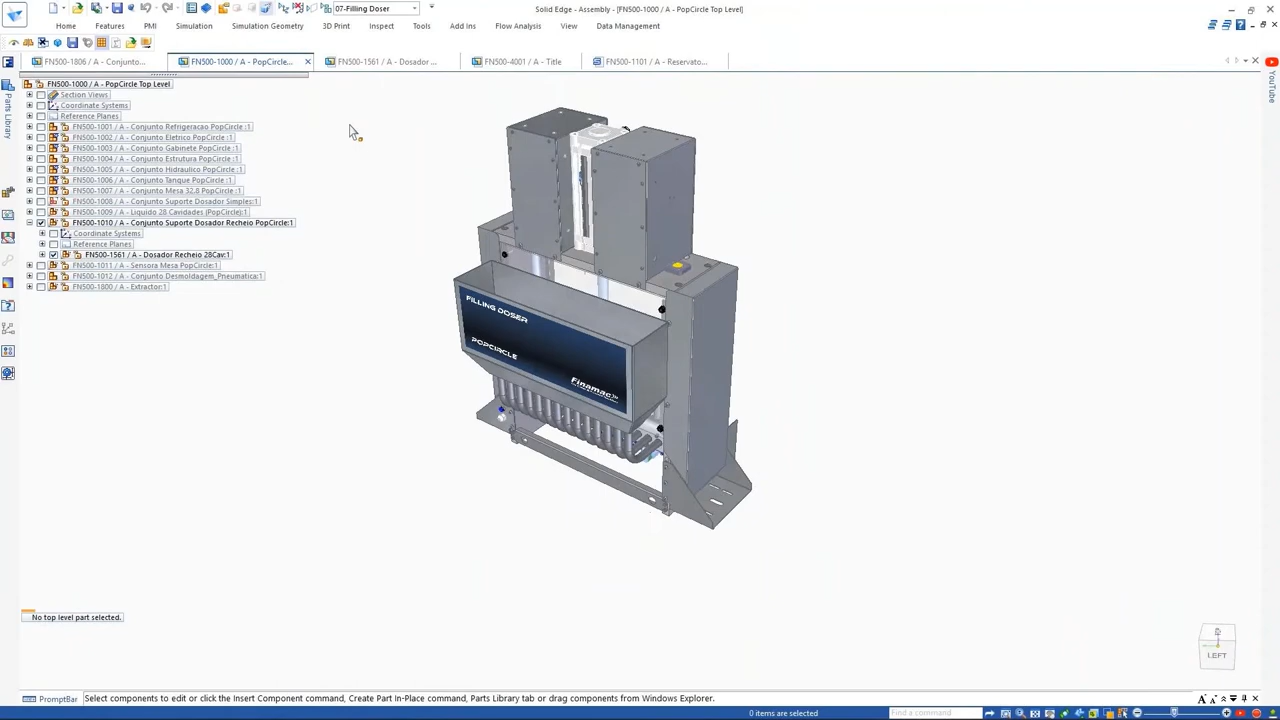 07-Filling Doser
Solid Edge - Assembly - [FN500-1000 / A - PopCircle Top Level]
Home Features PMI Simulation Simulation Geometry 3D Print Inspect Tools Add Ins Flow Analysis View Data Management
FN500-1806 / A - Conjunto... FN500-1000 / A - PopCircle... FN500-1561 / A - Dosador ... FN500-4001 / A - Title FN500-1101 / A - Reservato...
FN500-1000 / A - PopCircle Top Level
Section Views
Coordinate Systems
Reference Planes
FN500-1001 / A - Conjunto Refrigeracao PopCircle :1
FN500-1002 / A - Conjunto Eletrico PopCircle :1
FN500-1003 / A - Conjunto Gabinete PopCircle :1
FN500-1004 / A - Conjunto Estrutura PopCircle :1
FN500-1005 / A - Conjunto Hidraulico PopCircle :1
FN500-1006 / A - Conjunto Tanque PopCircle :1
FN500-1007 / A - Conjunto Mesa 32.8 PopCircle :1
FN500-1008 / A - Conjunto Suporte Dosador Simples:1
FN500-1009 / A - Liquido 28 Cavidades (PopCircle):1
FN500-1010 / A - Conjunto Suporte Dosador Recheio PopCircle:1
Coordinate Systems
Reference Planes
FN500-1561 / A - Dosador Recheio 28Cav:1
FN500-1011 / A - Sensora Mesa PopCircle:1
FN500-1012 / A - Conjunto Desmoldagem_Pneumatica:1
FN500-1800 / A - Extractor:1
Parts Library
YouTube
FILLING DOSER
POPCIRCLE
Finamac
No top level part selected.
LEFT
PromptBar Select components to edit or click the Insert Component command, Create Part In-Place command, Parts Library tab or drag components from Windows Explorer.
0 items are selected
Find a command